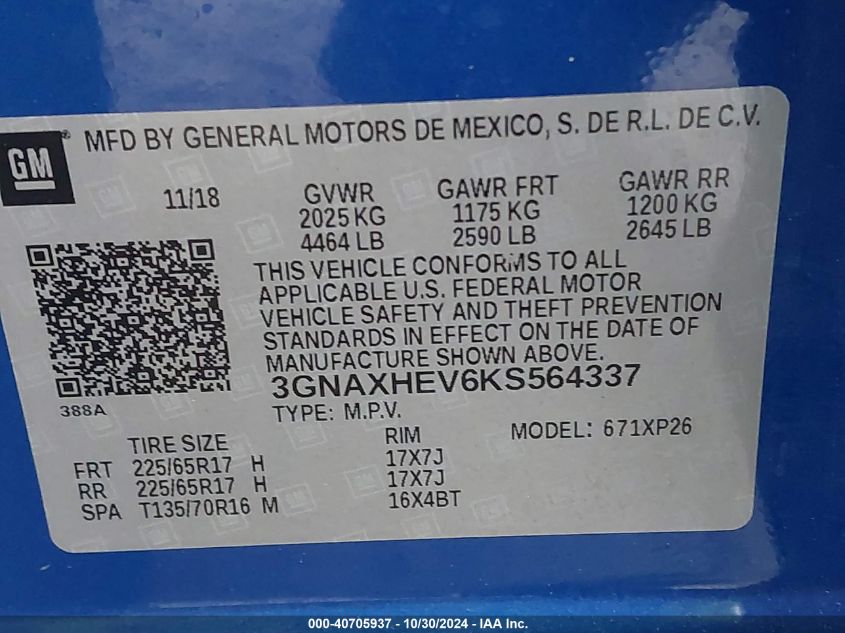 GM® MFD BY GENERAL MOTORS DE MEXICO, S. DE R.L. DE C.V.
11/18 GVWR GAWR FRT GAWR RR
2025 KG 1175 KG 1200 KG
4464 LB 2590 LB 2645 LB
THIS VEHICLE CONFORMS TO ALL
APPLICABLE U.S. FEDERAL MOTOR
VEHICLE SAFETY AND THEFT PREVENTION
STANDARDS IN EFFECT ON THE DATE OF
MANUFACTURE SHOWN ABOVE.
3GNAXHEV6KS564337
388A
TYPE: M.P.V.
TIRE SIZE RIM MODEL: 671XP26
FRT 225/65R17 H 17X7J
RR 225/65R17 H 17X7J
SPA T135/70R16 M 16X4BT
000-40705937 - 10/30/2024 - IAA Inc.